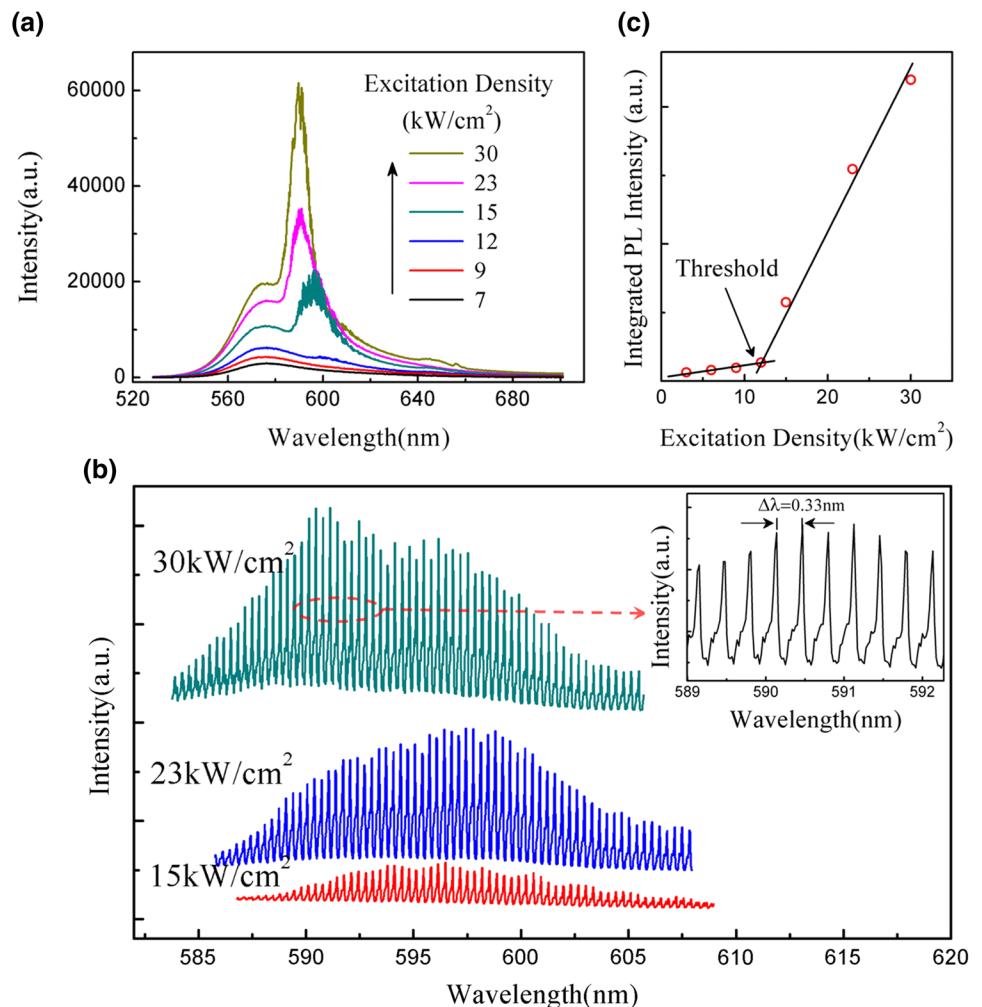 (a)
Intensity(a.u.)
60000
40000
20000
0
520
560
600
640
680
Wavelength(nm)
Excitation Density
(kW/cm²)
30
23
15
12
9
7
(c)
Integrated PL Intensity (a.u.)
Threshold
0
10
20
30
Excitation Density(kW/cm²)
(b)
Intensity(a.u.)
30kW/cm²
23kW/cm²
15kW/cm²
585
590
595
600
605
610
615
620
Wavelength(nm)
Δλ=0.33nm
Intensity(a.u.)
589
590
591
592
Wavelength(nm)